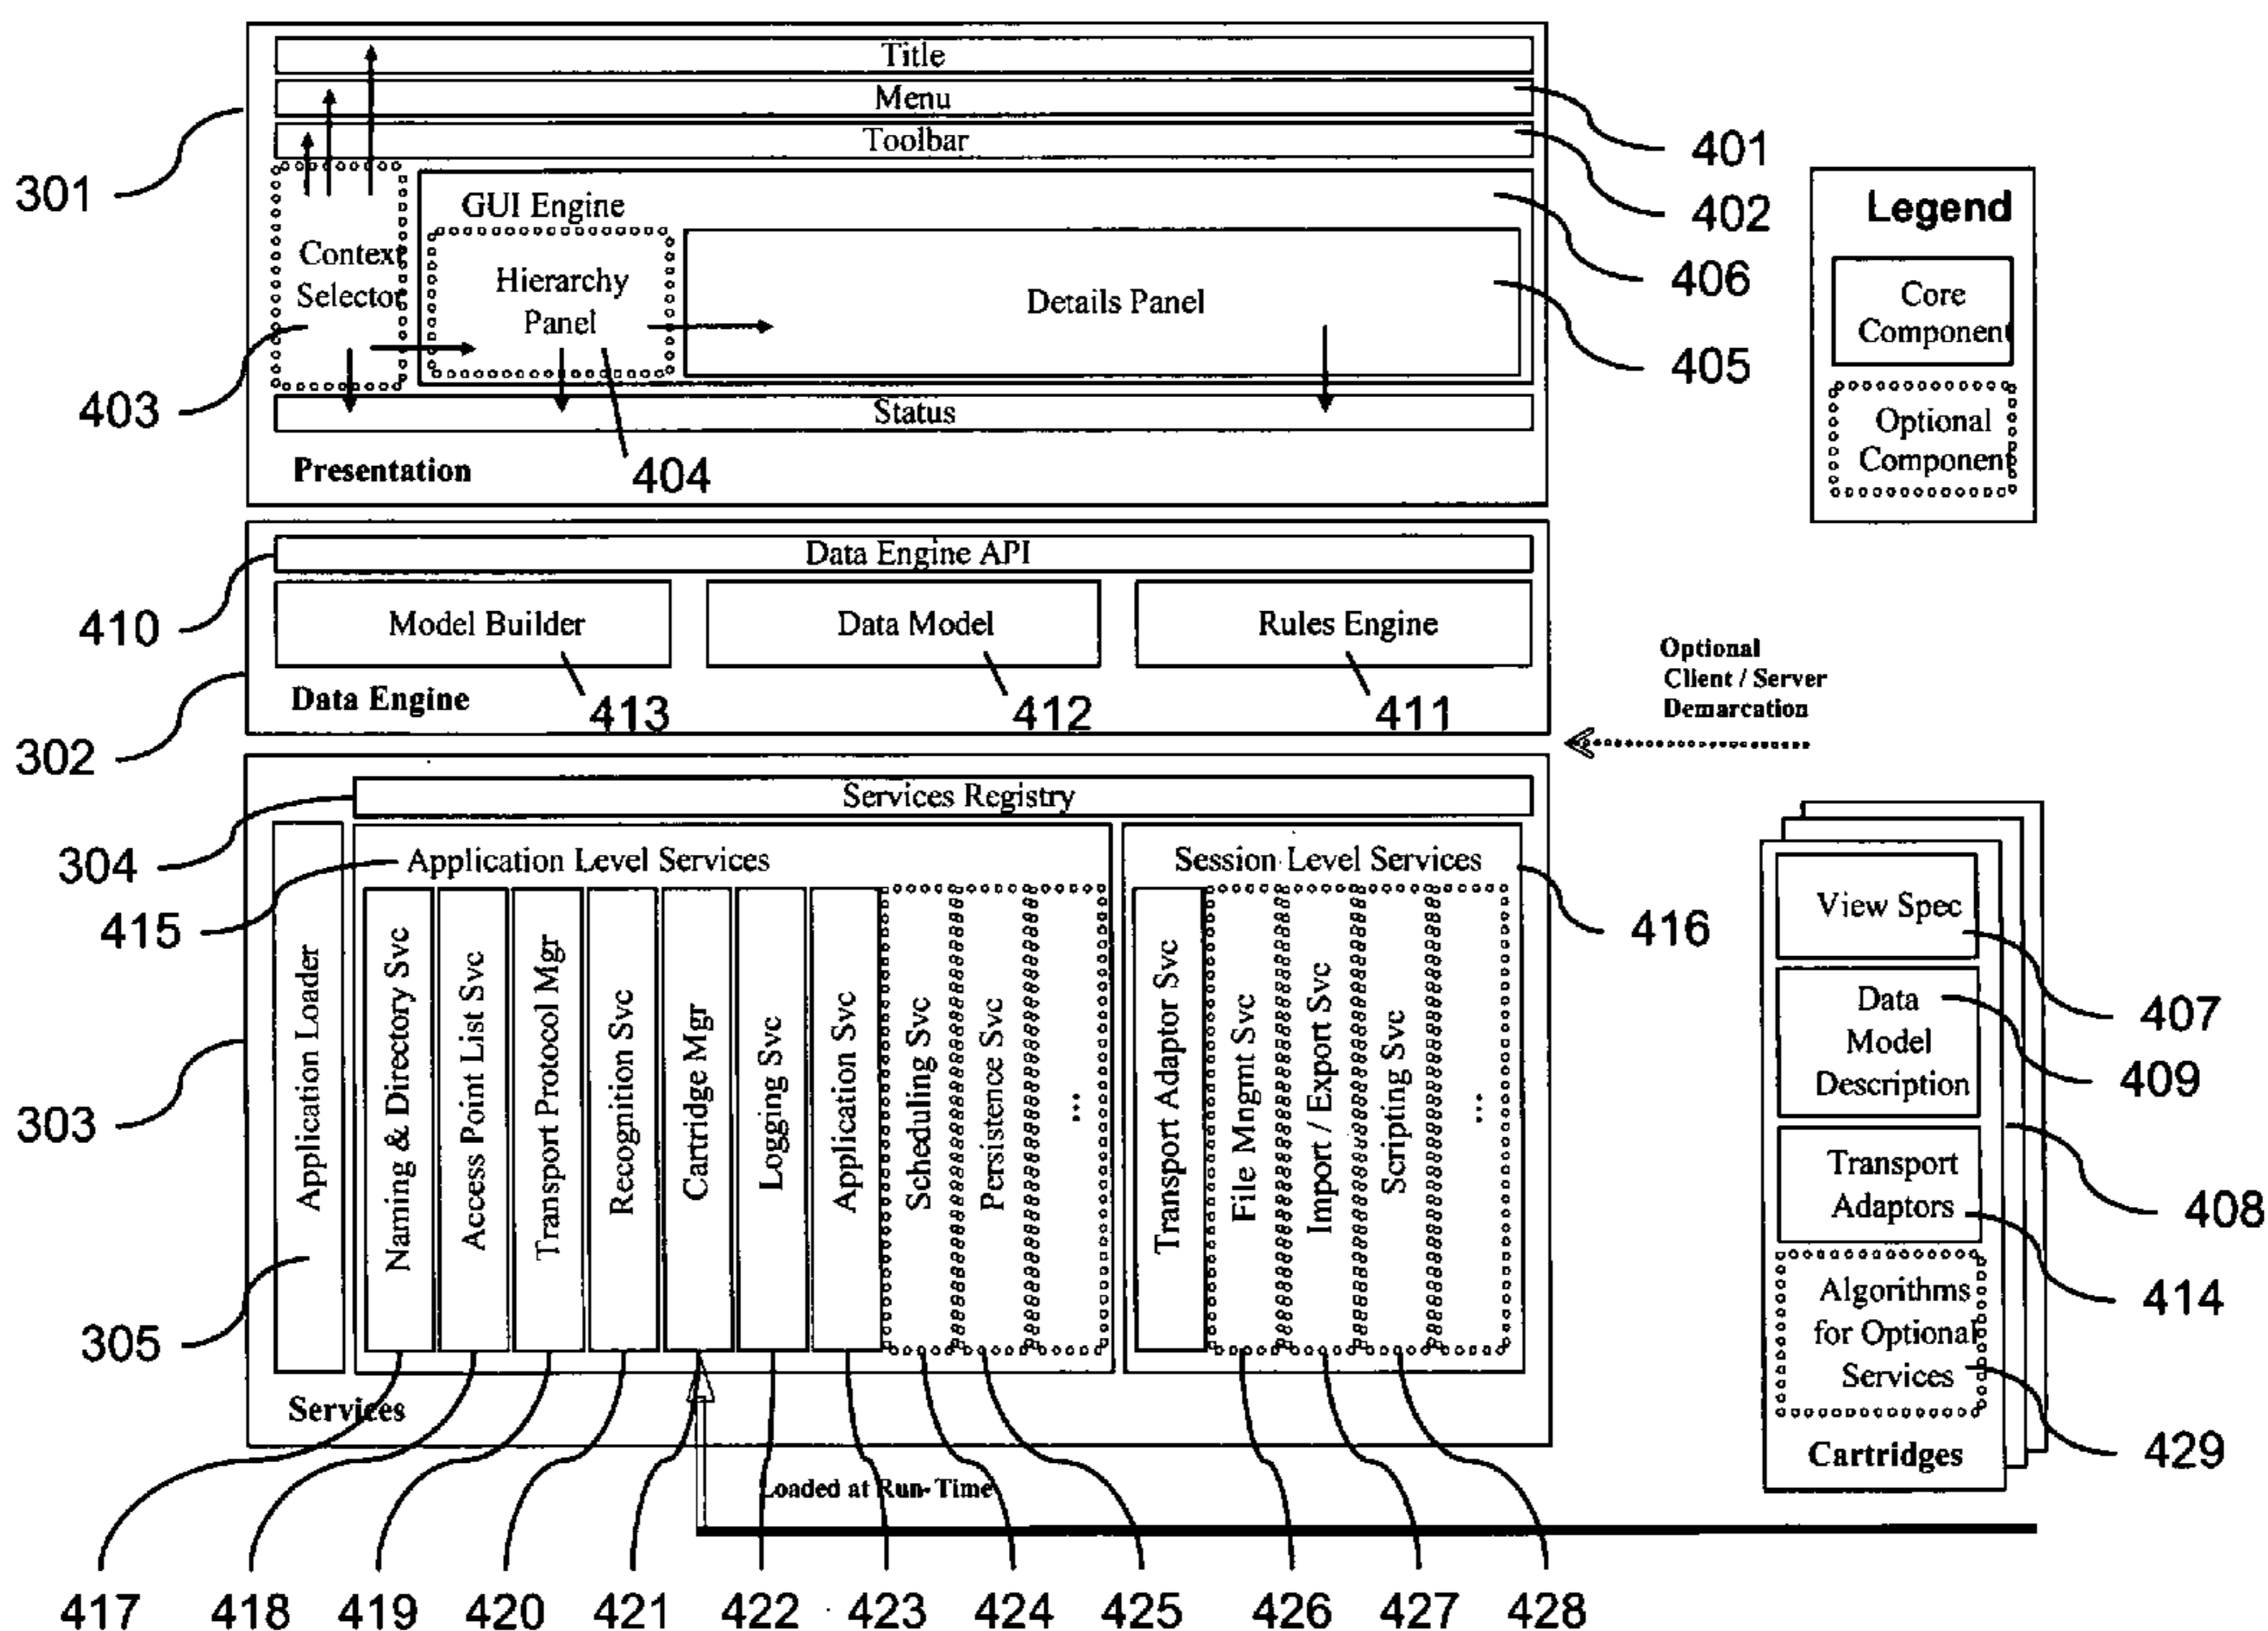 Title
Menu
Toolbar
301
401
402
GUI Engine
Context
Selector
Hierarchy
Panel
Details Panel
406
405
403
Status
Presentation
404
Legend
Core
Component
Optional
Component
Data Engine API
410
Model Builder
Data Model
Rules Engine
Data Engine
413
412
411
302
Optional
Client / Server
Demarcation
Services Registry
304
Application Level Services
Session Level Services
415
416
303
305
Application Loader
Naming & Directory Svc
Access Point List Svc
Transport Protocol Mgr
Recognition Svc
Cartridge Mgr
Logging Svc
Application Svc
Scheduling Svc
Persistence Svc
...
Transport Adaptor Svc
File Mngmt Svc
Import / Export Svc
Scripting Svc
...
Services
Loaded at Run-Time
View Spec
407
Data
Model
Description
409
408
Transport
Adaptors
414
Algorithms
for Optional
Services
429
Cartridges
417
418
419
420
421
422
423
424
425
426
427
428